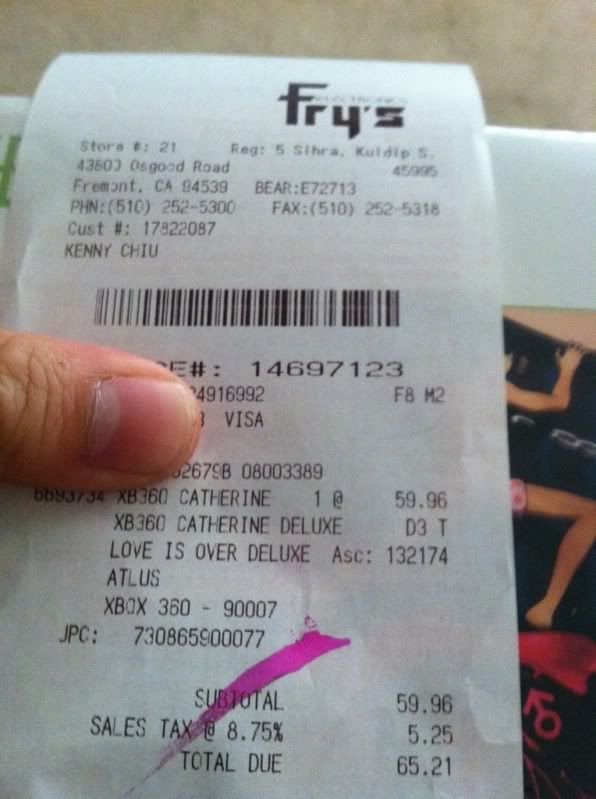 Fry's
ELECTRONICS
Store #: 21 Reg: 5 Sihra, Kuldip S.
43800 Osgood Road 45995
Fremont, CA 94539 BEAR:E72713
PHN:(510) 252-5300 FAX:(510) 252-5318
Cust #: 17822087
KENNY CHIU
E#: 14697123
4916992 F8 M2
VISA
52679B 08003389
6693734 XB360 CATHERINE 1 @ 59.96
XB360 CATHERINE DELUXE D3 T
LOVE IS OVER DELUXE Asc: 132174
ATLUS
XBOX 360 - 90007
JPC: 730865900077
SUBTOTAL 59.96
SALES TAX @ 8.75% 5.25
TOTAL DUE 65.21